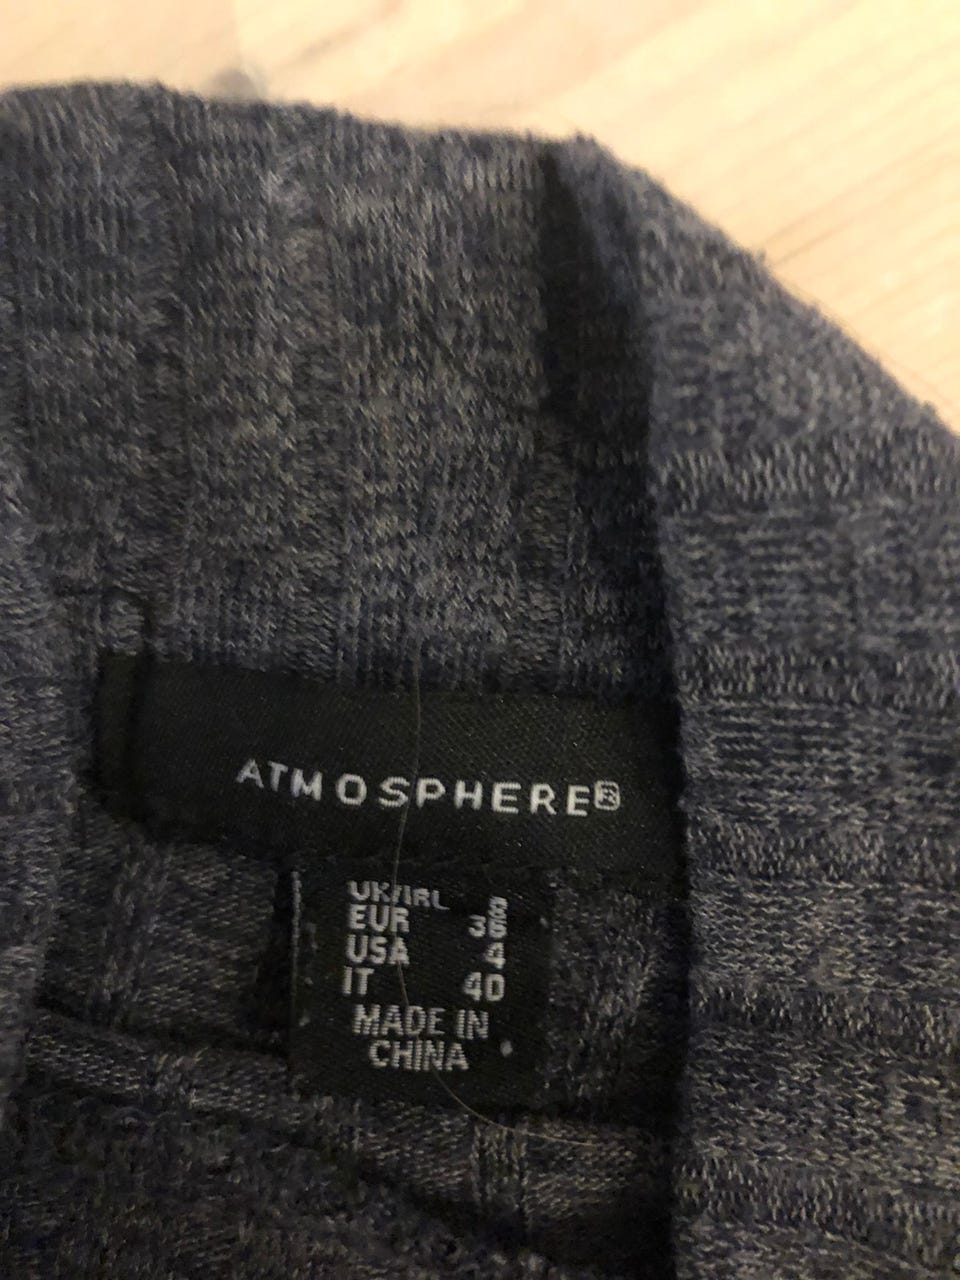 ATMOSPHERE®
UK/IRL 8
EUR 36
USA 4
IT 40
MADE IN
CHINA